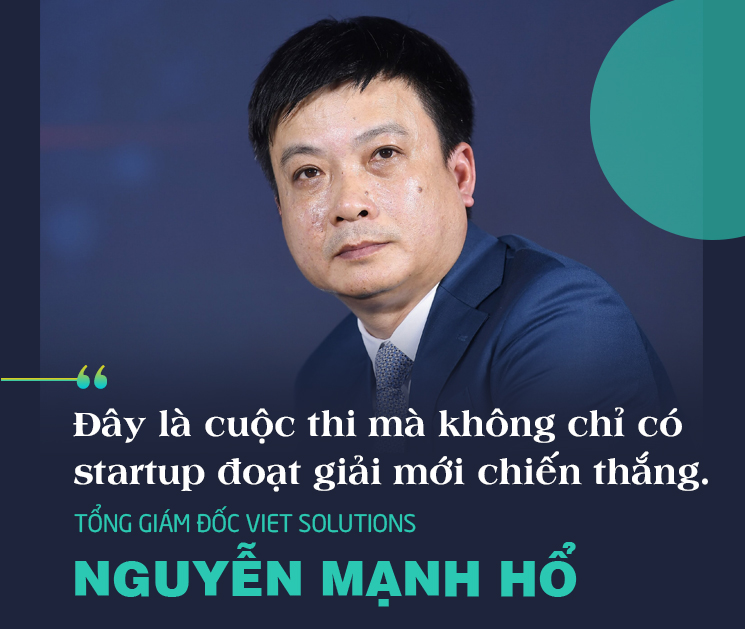 “
Đây là cuộc thi mà không chỉ có
startup đoạt giải mới chiến thắng.
TỔNG GIÁM ĐỐC VIET SOLUTIONS
NGUYỄN MẠNH HỔ